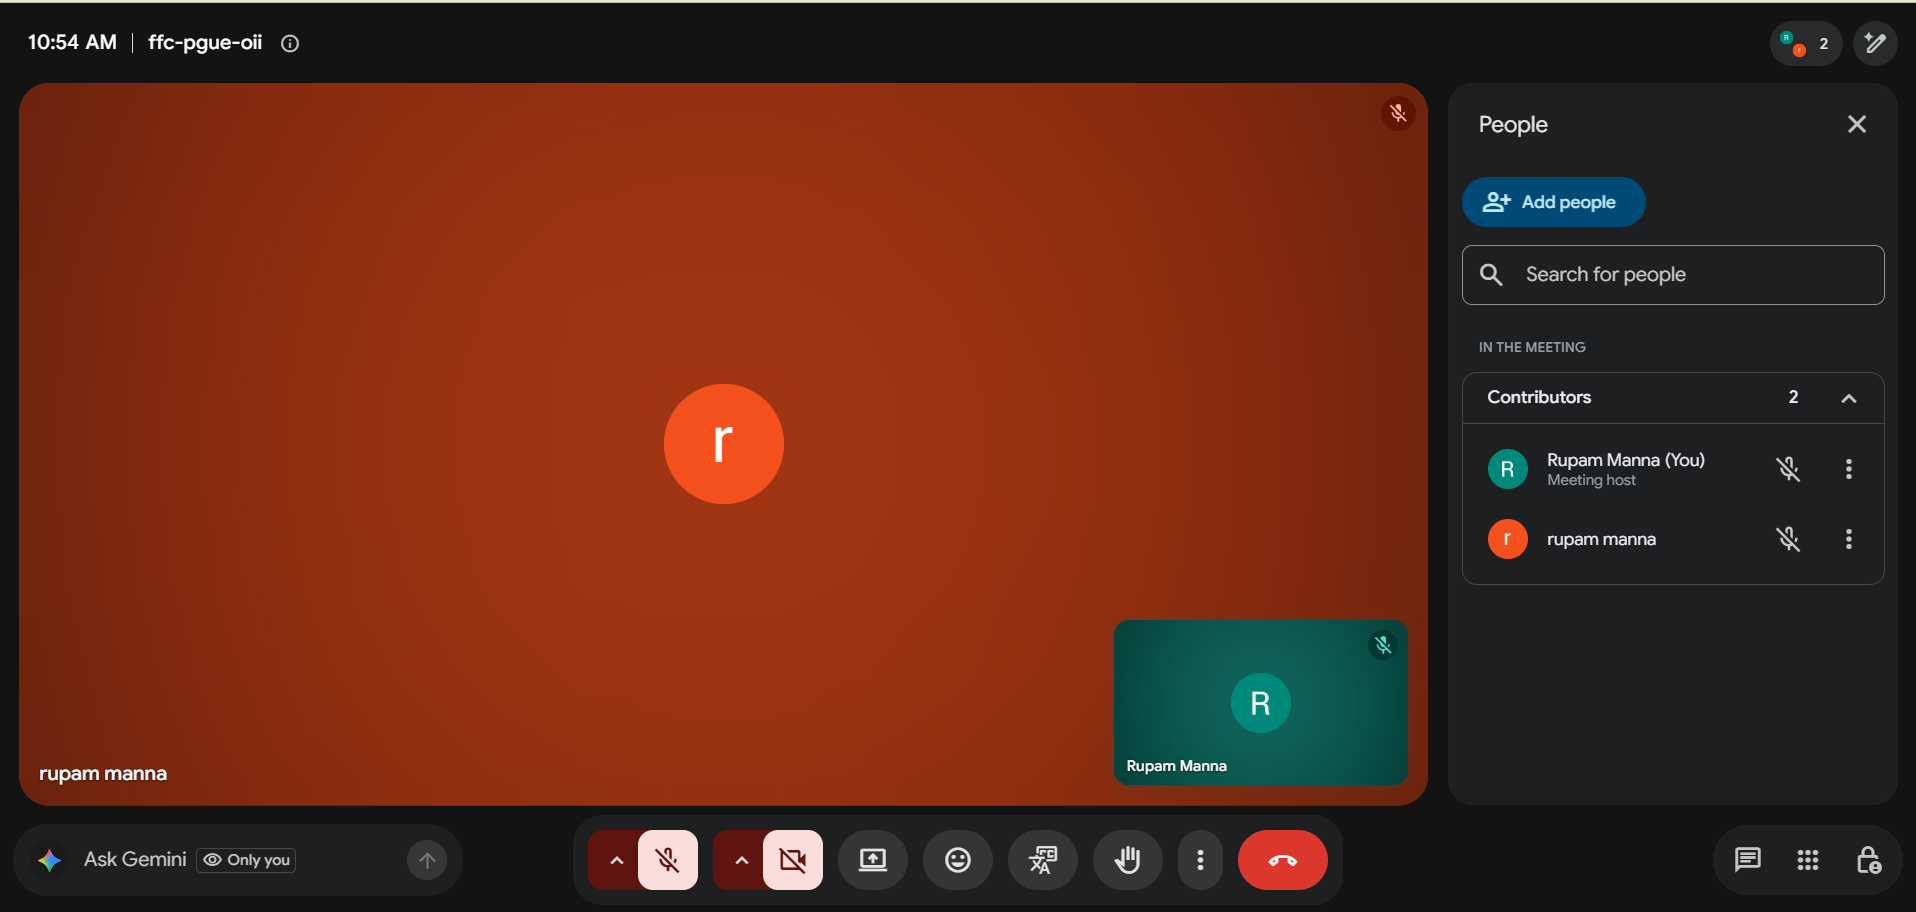 10:54 AM | ffc-pgue-oii
R
r
2
r
rupam manna
R
Rupam Manna
People
Add people
Search for people
IN THE MEETING
Contributors 2
R
Rupam Manna (You)
Meeting host
r
rupam manna
Ask Gemini
Only you